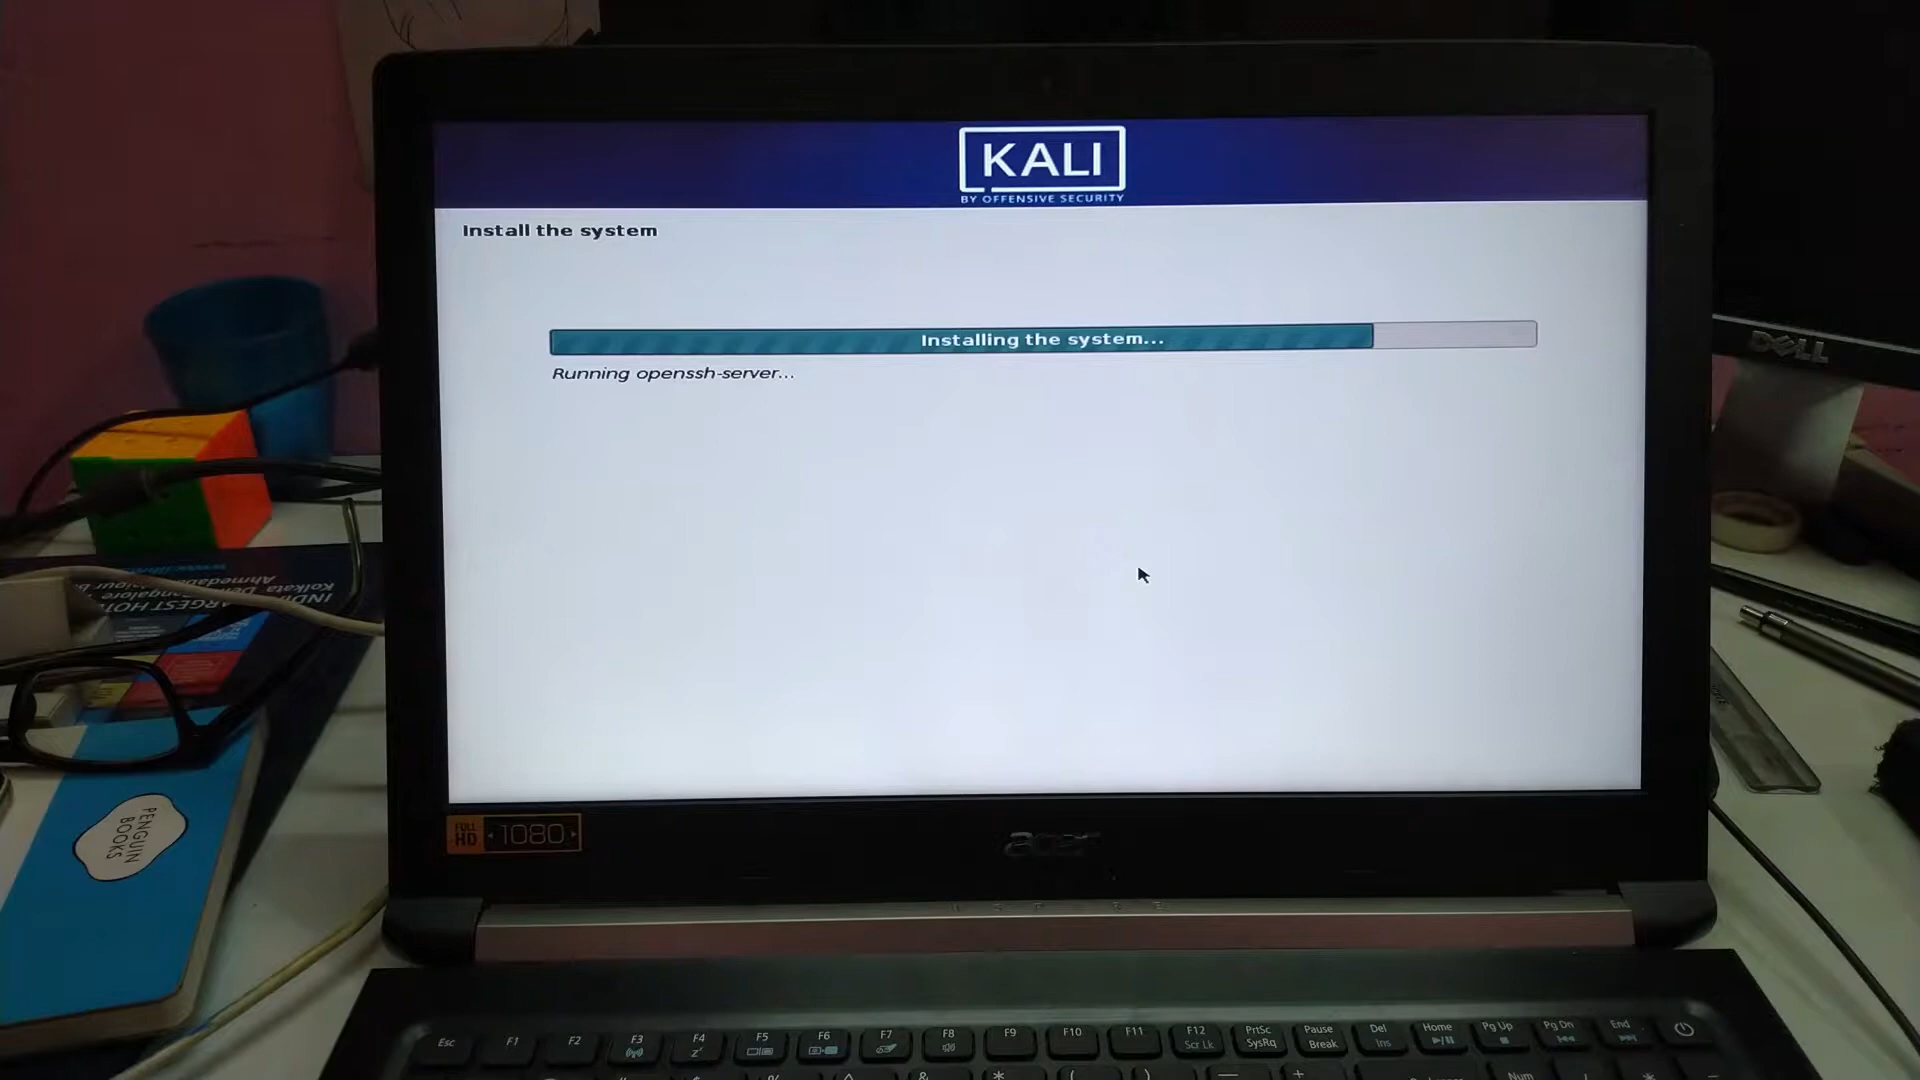 KALI
BY OFFENSIVE SECURITY
Install the system
Installing the system...
Running openssh-server...
DELL
FULL HD 1080
acer
PENGUIN
BOOKS
Esc F1 F2 F3 F4 F5 F6 F7 F8 F9 F10 F11 F12 PrtSc Pause Del Home Pg Up Pg Dn End
Scr Lk SysRq Break Ins